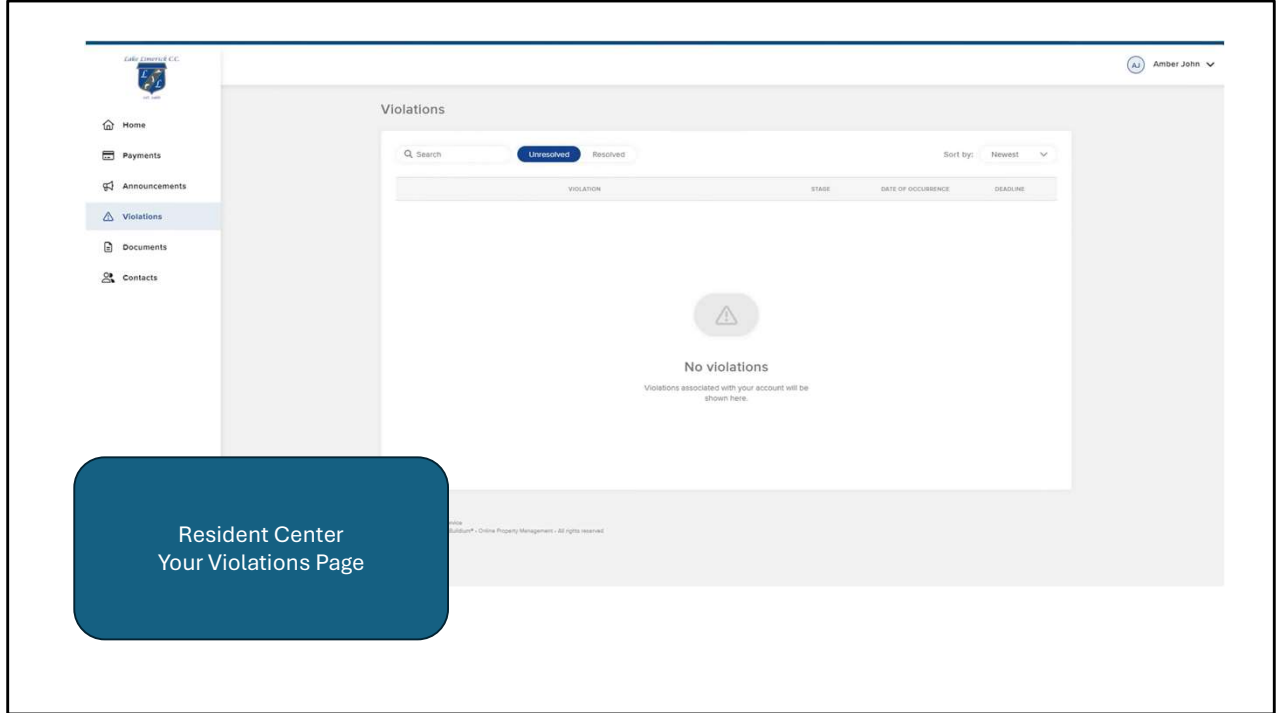 Lake Limerick C.C.
L
L
EST. 1966
AJ
Amber John
Home
Payments
Announcements
Violations
Documents
Contacts
Violations
Search
Unresolved
Resolved
Sort by:
Newest
VIOLATION
STAGE
DATE OF OCCURRENCE
DEADLINE
No violations
Violations associated with your account will be
shown here.
Buildium® - Online Property Management - All rights reserved
Resident Center
Your Violations Page